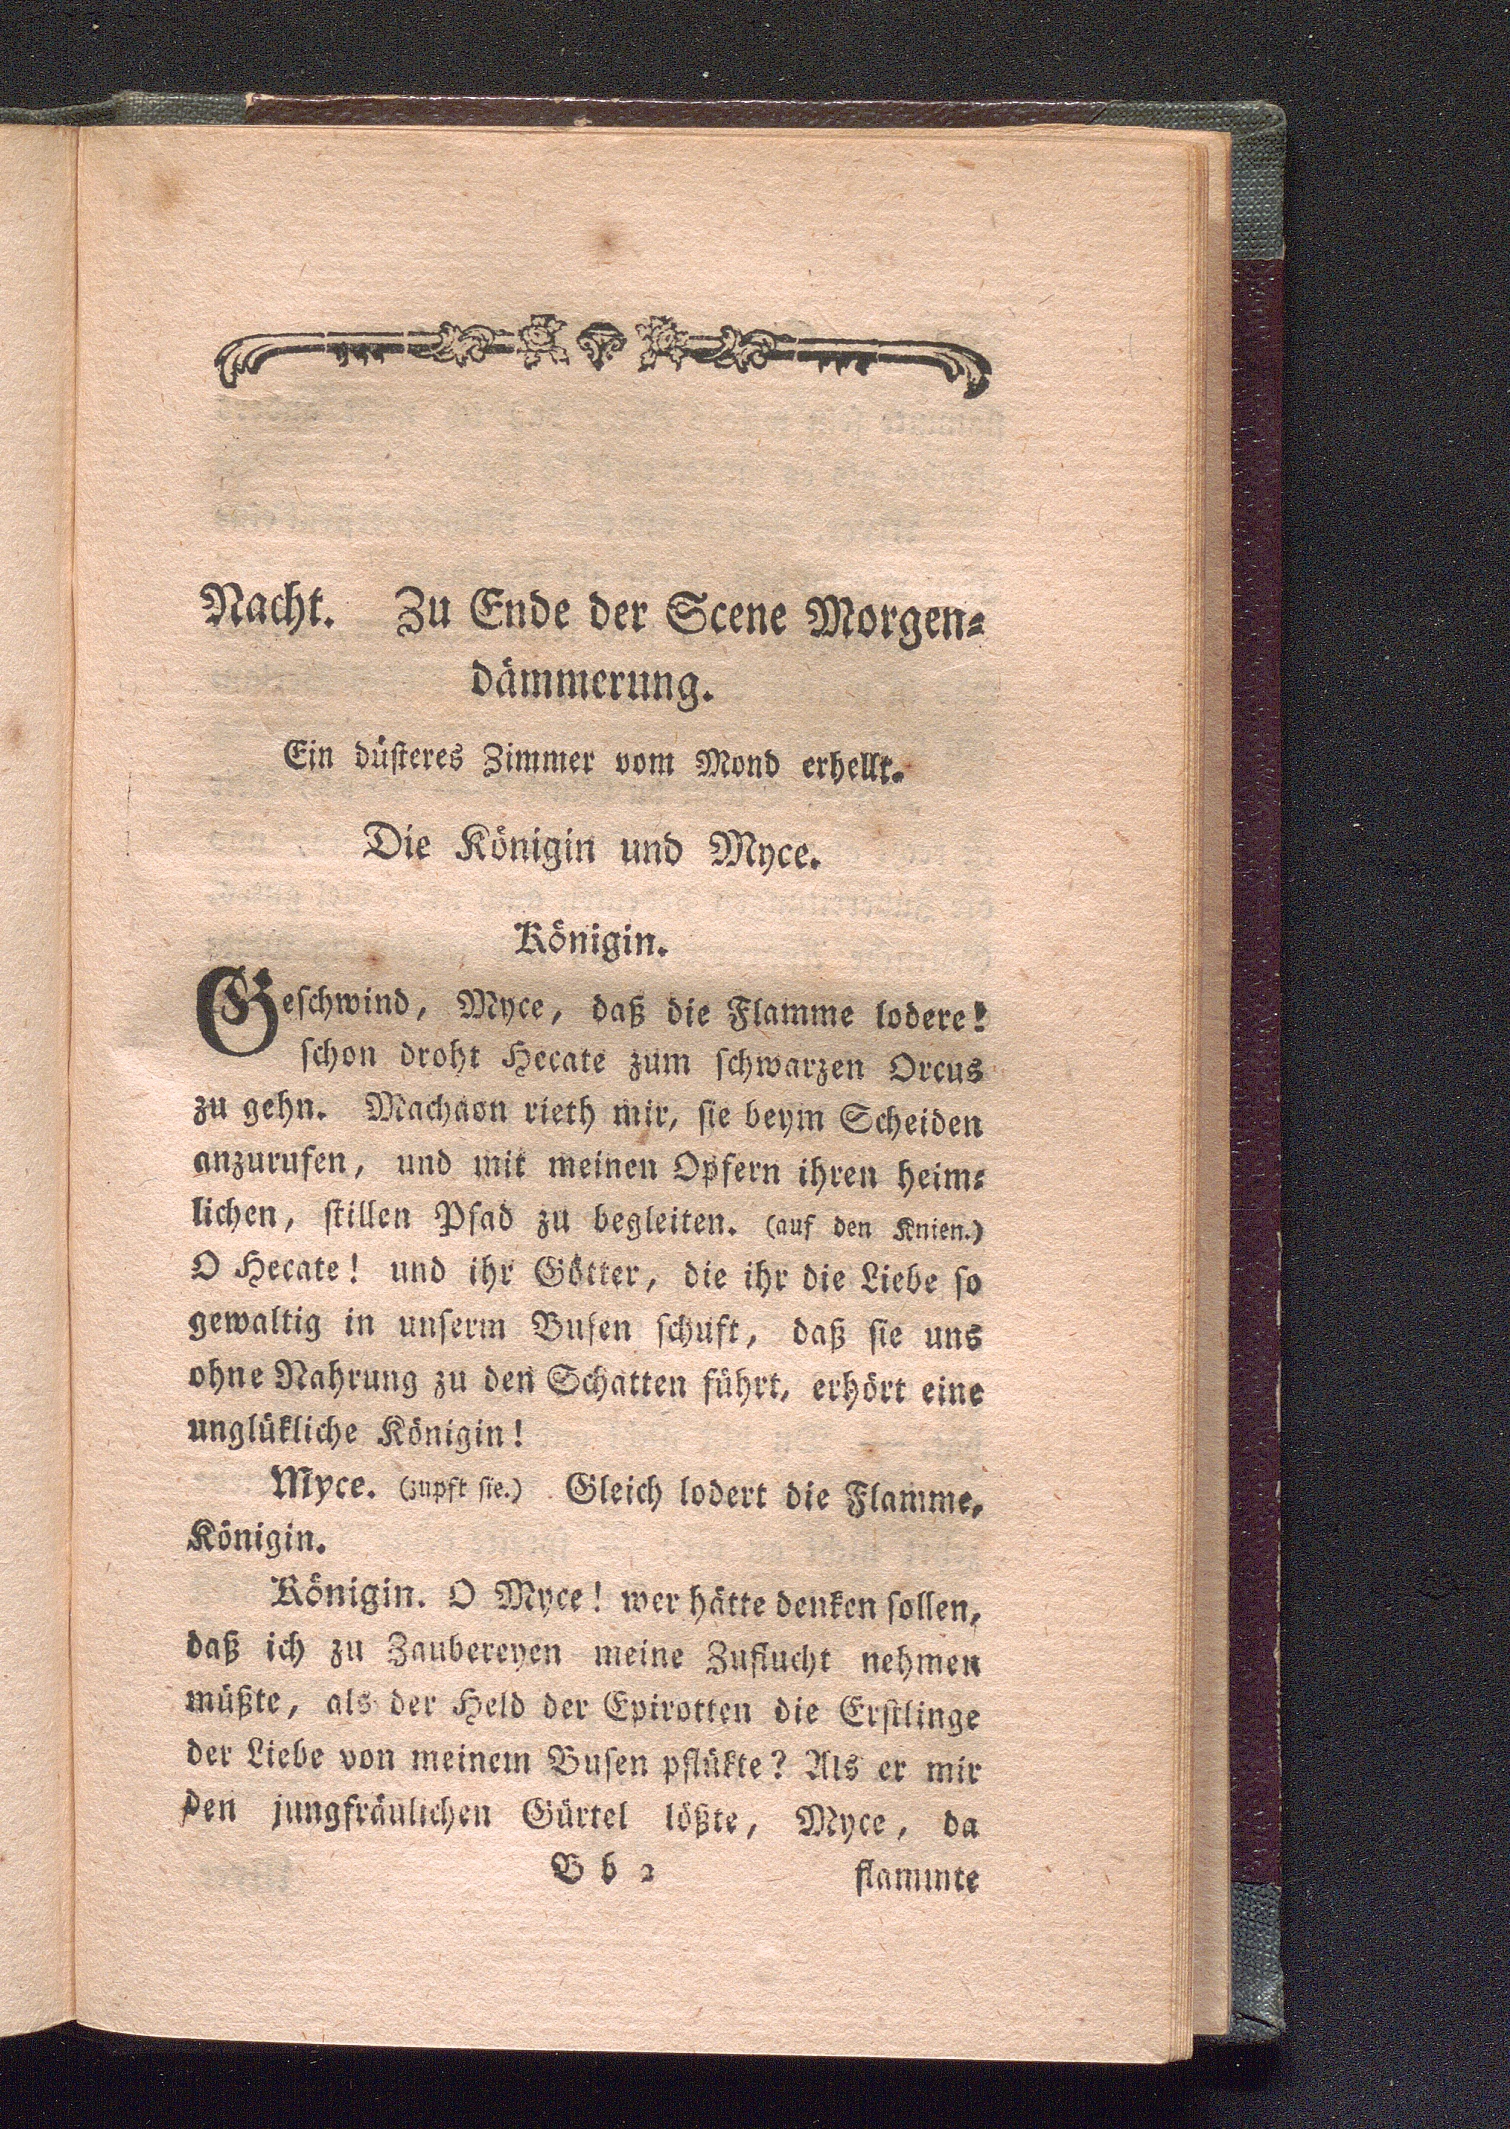 Nacht. Zu Ende der Scene Morgen⸗
dämmerung.
Ein düſteres Zimmer vom Mond erhellt.
Die Königin und Myce.
Königin.
Geſchwind, Myce, daß die Flamme lodere!
ſchon droht Hecate zum ſchwarzen Orcus
zu gehn. Machaon rieth mir, ſie beym Scheiden
anzurufen, und mit meinen Opfern ihren heim⸗
lichen, ſtillen Pfad zu begleiten. (auf den Knien.)
O Hecate! und ihr Götter, die ihr die Liebe ſo
gewaltig in unſerm Buſen ſchuft, daß ſie uns
ohne Nahrung zu den Schatten führt, erhört eine
unglükliche Königin!
Myce. (zupft ſie.) Gleich lodert die Flamme,
Königin.
Königin. O Myce! wer hätte denken ſollen,
daß ich zu Zaubereyen meine Zuflucht nehmen
müßte, als der Held der Epirotten die Erſtlinge
der Liebe von meinem Buſen pflükte? Als er mir
den jungfräulichen Gürtel lößte, Myce, da
B b 2 flammte